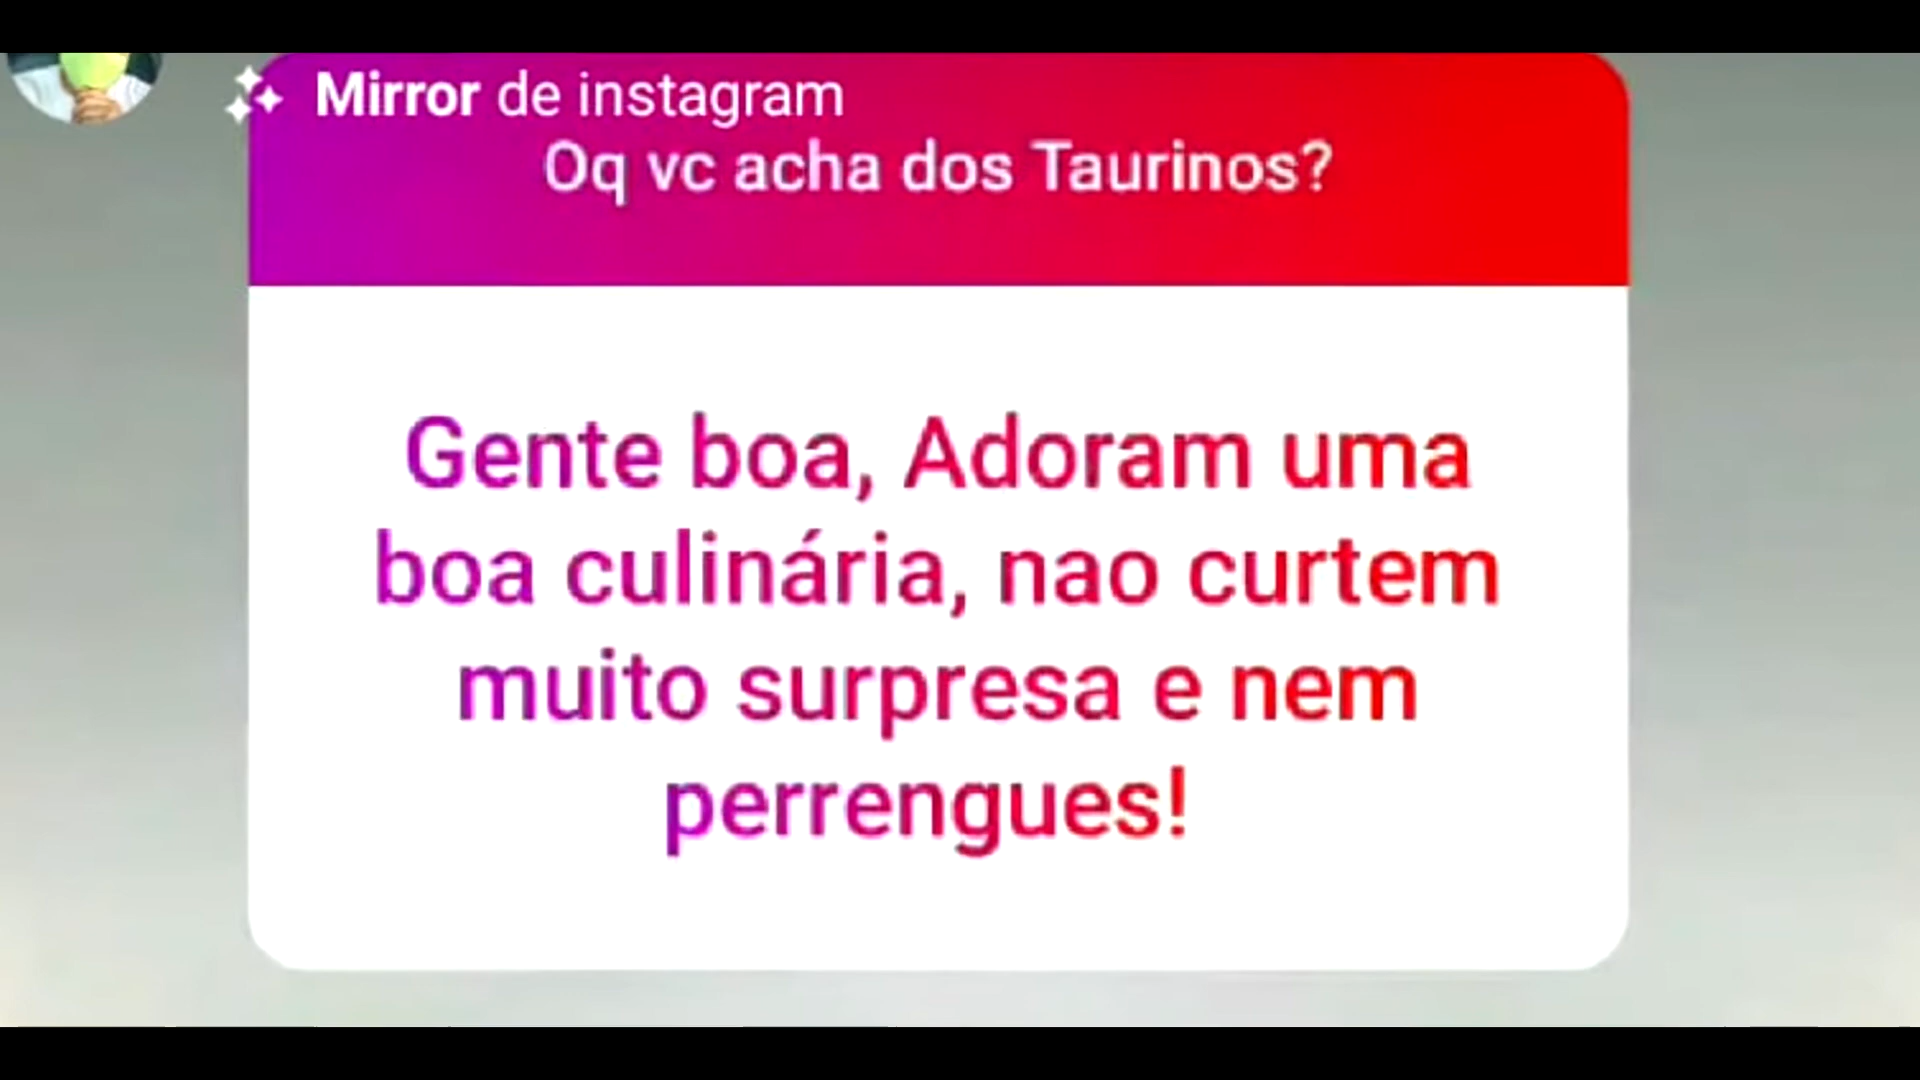 Mirror de instagram
Oq vc acha dos Taurinos?
Gente boa, Adoram uma
boa culinária, nao curtem
muito surpresa e nem
perrengues!